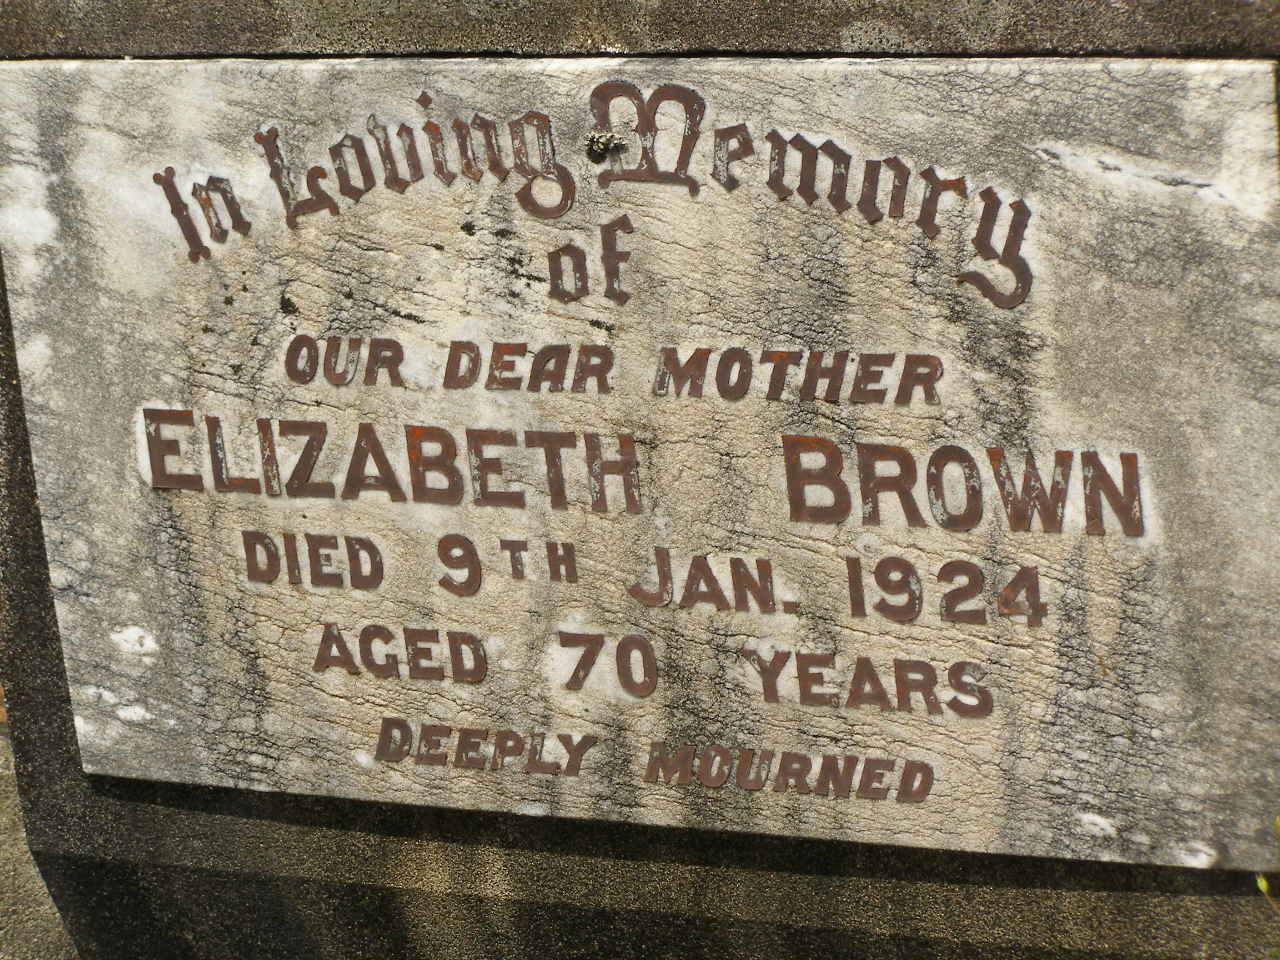 In Loving Memory
of
OUR DEAR MOTHER
ELIZABETH BROWN
DIED 9TH JAN. 1924
AGED 70 YEARS
DEEPLY MOURNED